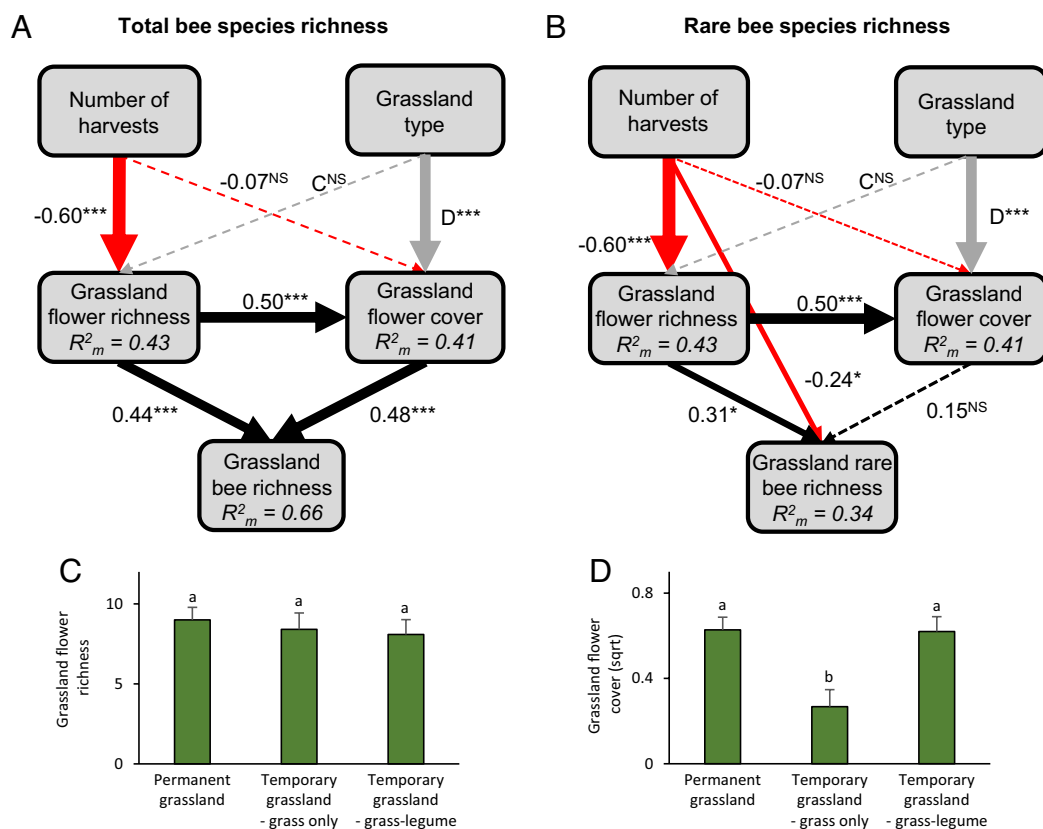 A
Total bee species richness
Number of
harvests
Grassland
type
-0.07ᴺˢ
Cᴺˢ
-0.60***
D***
Grassland
flower richness
R²ₘ = 0.43
0.50***
Grassland
flower cover
R²ₘ = 0.41
0.44***
0.48***
Grassland
bee richness
R²ₘ = 0.66
B
Rare bee species richness
Number of
harvests
Grassland
type
-0.07ᴺˢ
Cᴺˢ
-0.60***
D***
Grassland
flower richness
R²ₘ = 0.43
0.50***
Grassland
flower cover
R²ₘ = 0.41
0.31*
-0.24*
0.15ᴺˢ
Grassland rare
bee richness
R²ₘ = 0.34
C
Grassland flower
richness
10
5
0
a
a
a
Permanent
grassland
Temporary
grassland
- grass only
Temporary
grassland
- grass-legume
D
Grassland flower
cover (sqrt)
0.8
0.4
0
a
b
a
Permanent
grassland
Temporary
grassland
- grass only
Temporary
grassland
- grass-legume